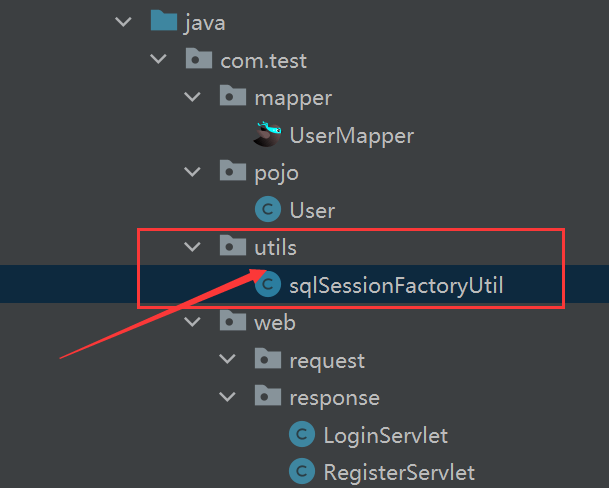 java
com.test
mapper
UserMapper
pojo
C User
utils
C sqlSessionFactoryUtil
web
request
response
C LoginServlet
C RegisterServlet